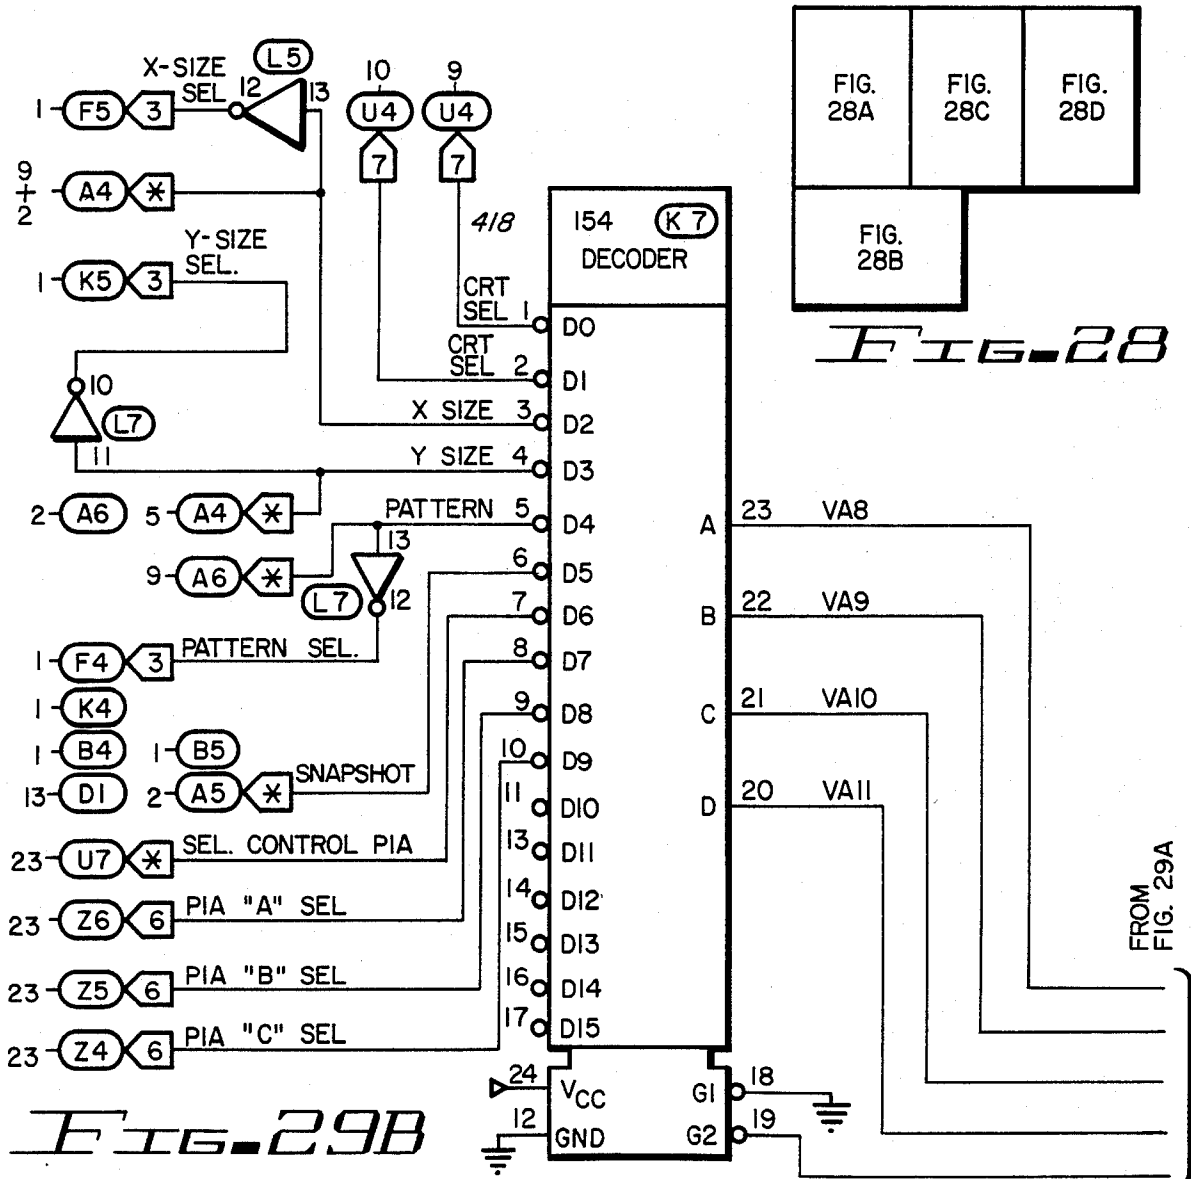 X-SIZE
SEL
12
L5
13
1
F5
3
10
U4
7
9
U4
7
9
2
A4
*
418
Y-SIZE
SEL.
1
K5
3
154
K7
DECODER
CRT
SEL 1
D0
CRT
SEL 2
D1
X SIZE 3
D2
Y SIZE 4
D3
10
L7
11
2
A6
5
A4
*
PATTERN 5
D4
13
9
A6
*
L7
12
6
D5
7
D6
1
F4
3
PATTERN SEL.
8
D7
1
K4
9
D8
1
B4
1
B5
10
D9
13
D1
2
A5
*
SNAPSHOT
11
D10
23
U7
*
SEL. CONTROL PIA
13
D11
14
D12
23
Z6
6
PIA "A" SEL
15
D13
16
D14
23
Z5
6
PIA "B" SEL
17
D15
23
Z4
6
PIA "C" SEL
A
23
VA8
B
22
VA9
C
21
VA10
D
20
VA11
24
VCC
12
GND
G1
18
G2
19
FROM
FIG. 29A
FIG.
28A
FIG.
28C
FIG.
28D
FIG.
28B
FIG-28
FIG-29B